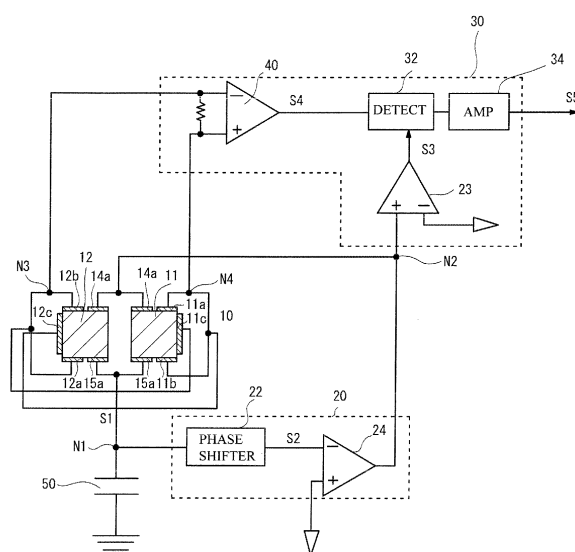 30
32
34
40
S4
DETECT
AMP
S5
S3
23
N2
N3
12b
12
14a
14a
11
N4
11a
12c
11c
10
12a
15a
15a
11b
S1
20
22
24
N1
PHASE
SHIFTER
S2
50